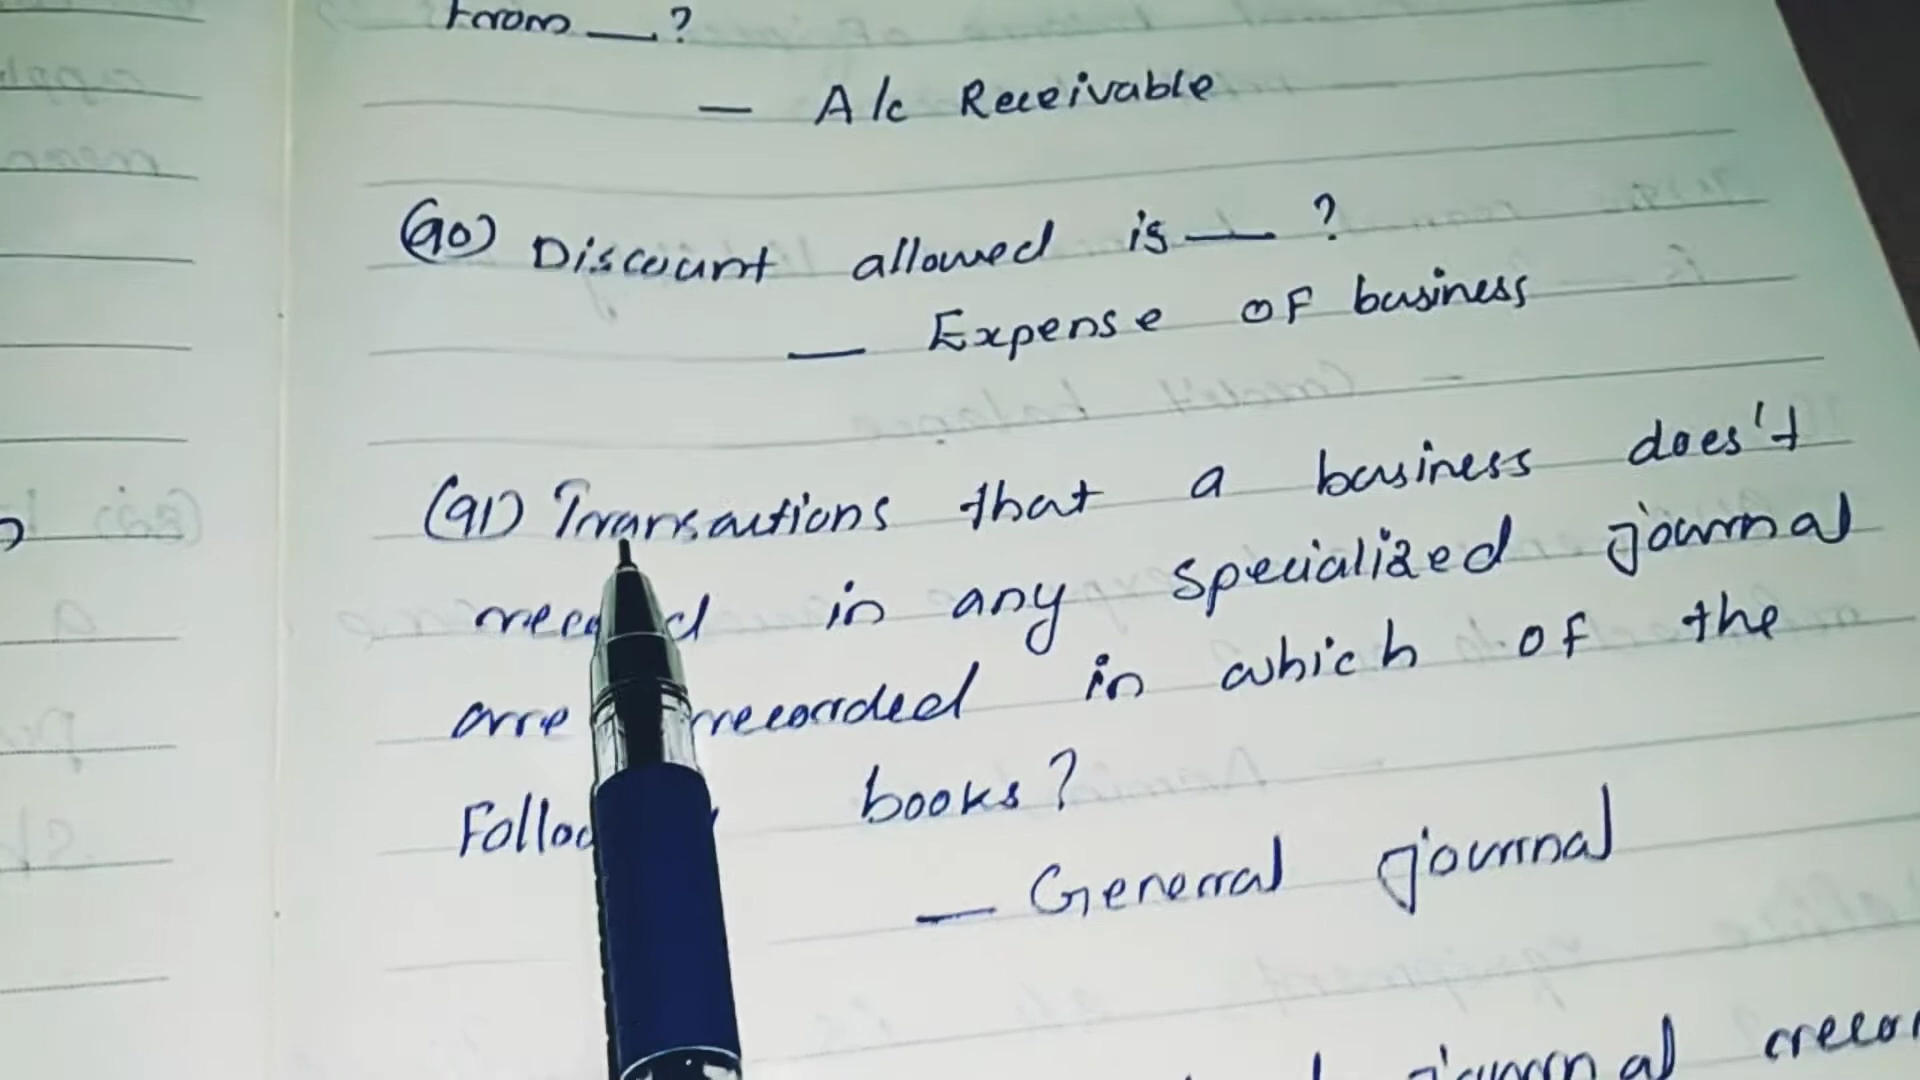 From __?
— A/c Receivable
(90) Discount allowed is __ ?
— Expense of business
(91) Transactions that a business does't
in any specialized journal
are recorded in which of the
books?
— General journal
journal